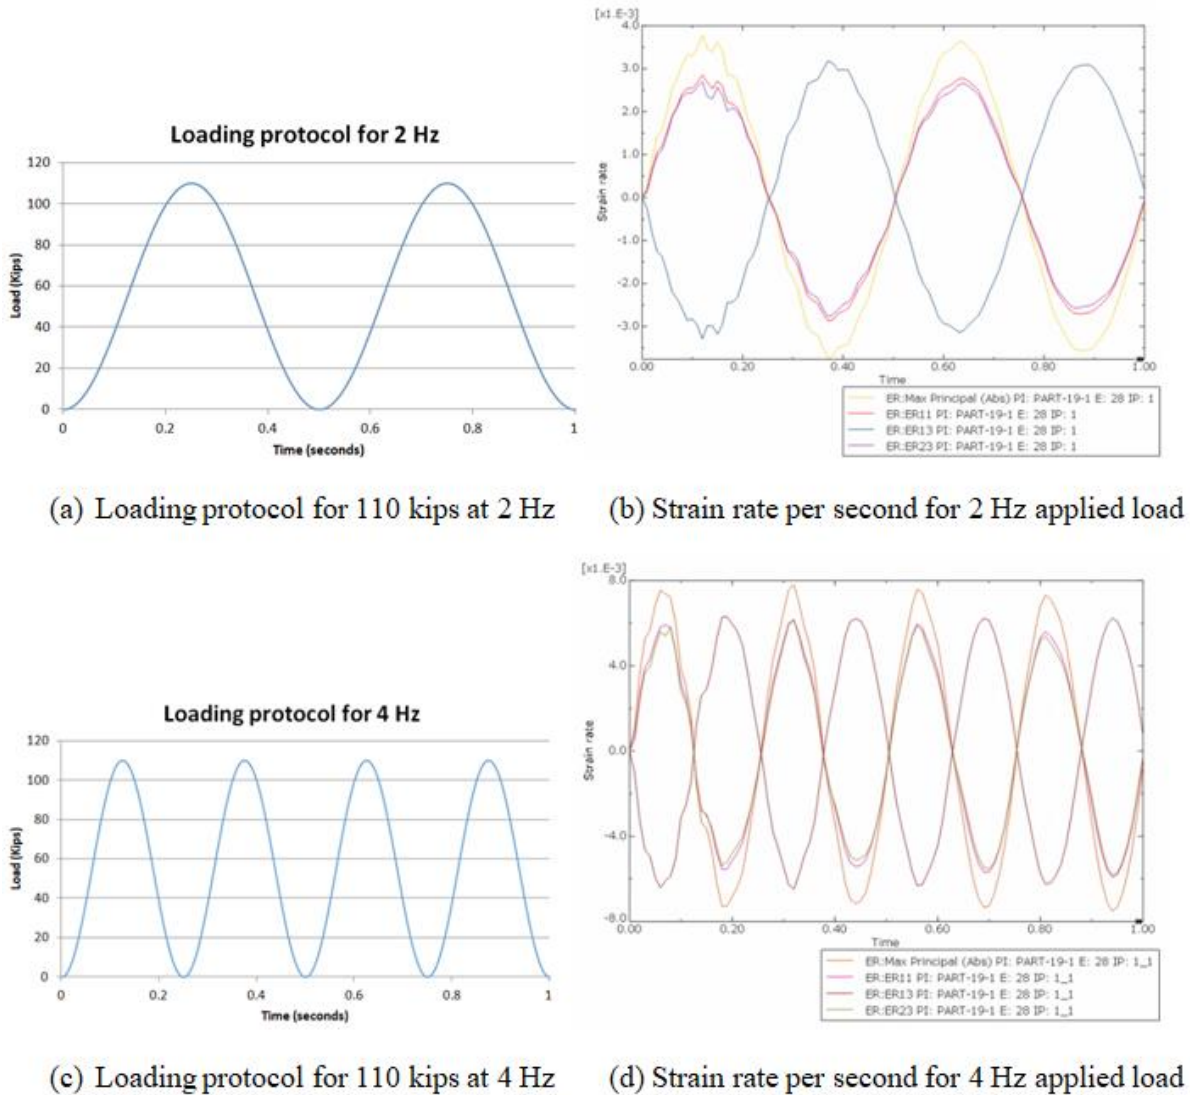 Loading protocol for 2 Hz
Load (Kips)
120
100
80
60
40
20
0
0 0.2 0.4 0.6 0.8 1
Time (seconds)
[x1.E-3]
Strain rate
4.0
3.0
2.0
1.0
0.0
-1.0
-2.0
-3.0
0.00 0.20 0.40 0.60 0.80 1.00
Time
ER:Max Principal (Abs) PI: PART-19-1 E: 28 IP: 1
ER:ER11 PI: PART-19-1 E: 28 IP: 1
ER:ER13 PI: PART-19-1 E: 28 IP: 1
ER:ER23 PI: PART-19-1 E: 28 IP: 1
(a) Loading protocol for 110 kips at 2 Hz
(b) Strain rate per second for 2 Hz applied load
Loading protocol for 4 Hz
Load (Kips)
120
100
80
60
40
20
0
0 0.2 0.4 0.6 0.8 1
Time (seconds)
[x1.E-3]
Strain rate
8.0
4.0
0.0
-4.0
-8.0
0.00 0.20 0.40 0.60 0.80 1.00
Time
ER:Max Principal (Abs) PI: PART-19-1 E: 28 IP: 1_1
ER:ER11 PI: PART-19-1 E: 28 IP: 1_1
ER:ER13 PI: PART-19-1 E: 28 IP: 1_1
ER:ER23 PI: PART-19-1 E: 28 IP: 1_1
(c) Loading protocol for 110 kips at 4 Hz
(d) Strain rate per second for 4 Hz applied load